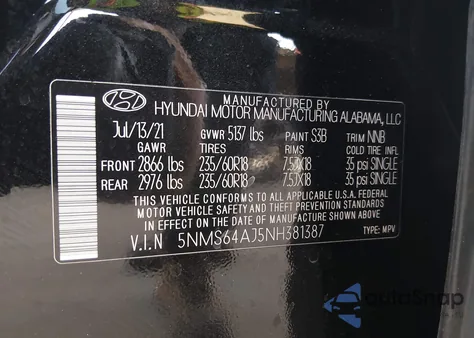 MANUFACTURED BY
HYUNDAI MOTOR MANUFACTURING ALABAMA, LLC
Jul/13/21 GVWR 5137 lbs PAINT S3B TRIM NNB
GAWR TIRES RIMS COLD TIRE INFL.
FRONT 2866 lbs 235/60R18 7.5JX18 35 psi SINGLE
REAR 2976 lbs 235/60R18 7.5JX18 35 psi SINGLE
THIS VEHICLE CONFORMS TO ALL APPLICABLE U.S.A. FEDERAL
MOTOR VEHICLE SAFETY STANDARDS IN EFFECT ON
THE DATE OF MANUFACTURE SHOWN ABOVE.
V.I.N 5NMS64AJ5NH381387 TYPE: MPV
AutoSnap